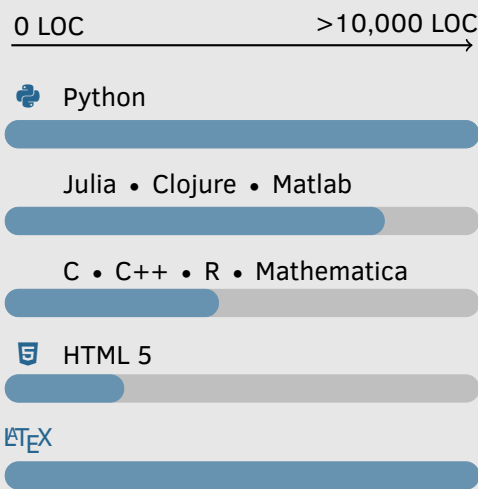 0 LOC >10,000 LOC
Python
Julia • Clojure • Matlab
C • C++ • R • Mathematica
HTML 5
LATEX